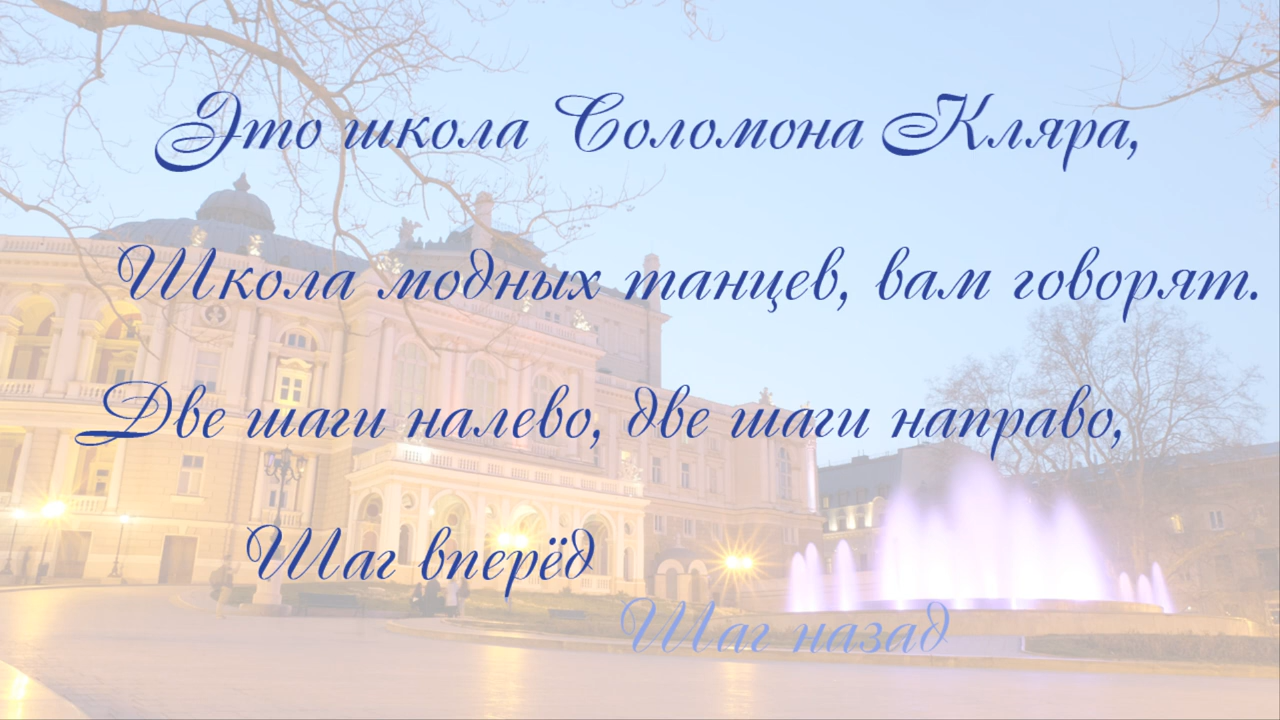 Это школа Соломона Кляра,
Школа модных танцев, вам говорят.
Две шаги налево, две шаги направо,
Шаг вперёд
Шаг назад